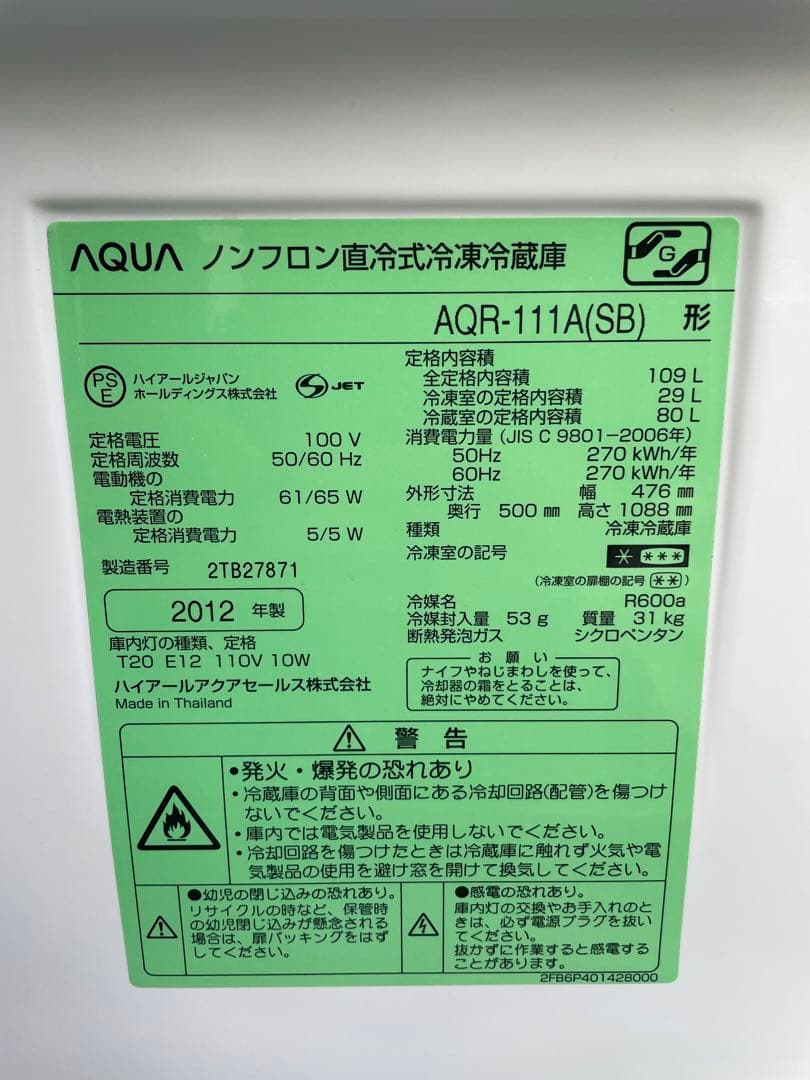 AQUA ノンフロン直冷式冷凍冷蔵庫
G
AQR-111A(SB) 形
PS
E
ハイアールジャパン
ホールディングス株式会社
S JET
定格電圧 100 V
定格周波数 50/60 Hz
電動機の
定格消費電力 61/65 W
電熱装置の
定格消費電力 5/5 W
製造番号 2TB27871
2012 年製
庫内灯の種類、定格
T20 E12 110V 10W
ハイアールアクアセールス株式会社
Made in Thailand
定格内容積
全定格内容積 109 L
冷凍室の定格内容積 29 L
冷蔵室の定格内容積 80 L
消費電力量 (JIS C 9801−2006年)
50Hz 270 kWh/年
60Hz 270 kWh/年
外形寸法 幅 476 ㎜
奥行 500 ㎜ 高さ 1088 ㎜
種類 冷凍冷蔵庫
冷凍室の記号 * ***
(冷凍室の扉棚の記号 **)
冷媒名 R600a
冷媒封入量 53 g 質量 31 kg
断熱発泡ガス シクロペンタン
お願い
ナイフやねじまわしを使って、
冷却器の霜をとることは、
絶対にやめてください。
警告
•発火・爆発の恐れあり
・冷蔵庫の背面や側面にある冷却回路(配管)を傷つけ
ないでください。
・庫内では電気製品を使用しないでください。
・冷却回路を傷つけたときは冷蔵庫に触れず火気や電
気製品の使用を避け窓を開けて換気してください。
●幼児の閉じ込みの恐れあり。
リサイクルの時など、保管時
の幼児閉じ込みが懸念される
場合は、扉パッキングをはず
してください。
●感電の恐れあり。
庫内灯の交換やお手入れのと
きは、必ず電源プラグを抜い
てください。
抜かずに作業すると感電する
ことがあります。
2FB6P401428000